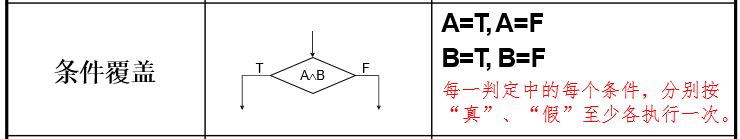 条件覆盖
T
A∧B
F
A=T, A=F
B=T, B=F
每一判定中的每个条件，分别按
“真”、“假”至少各执行一次。